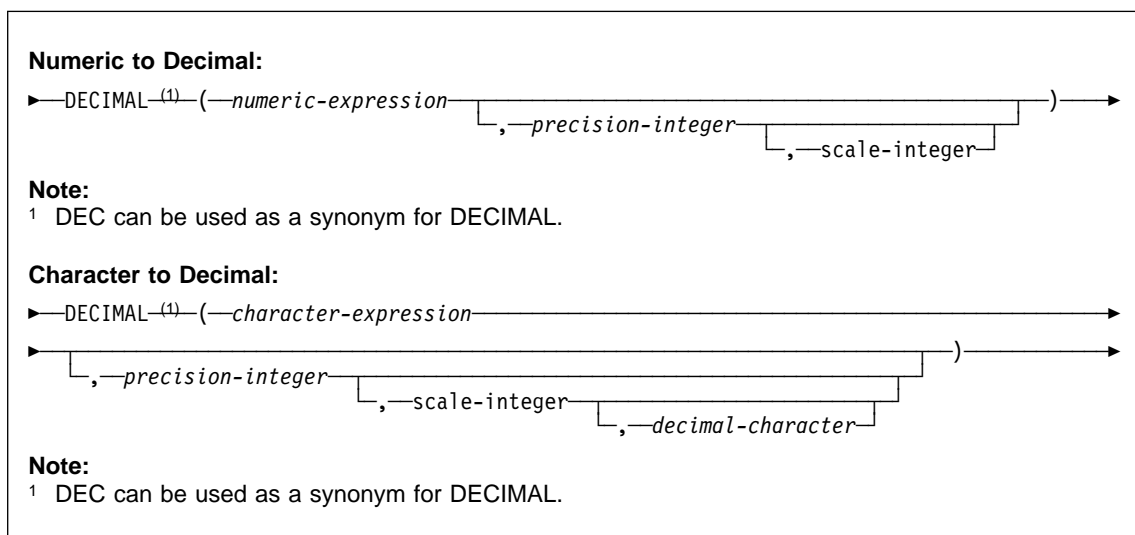 Numeric to Decimal:
DECIMAL (1) ( numeric-expression )
, precision-integer
, scale-integer
Note:
1 DEC can be used as a synonym for DECIMAL.
Character to Decimal:
DECIMAL (1) ( character-expression
)
, precision-integer
, scale-integer
, decimal-character
Note:
1 DEC can be used as a synonym for DECIMAL.